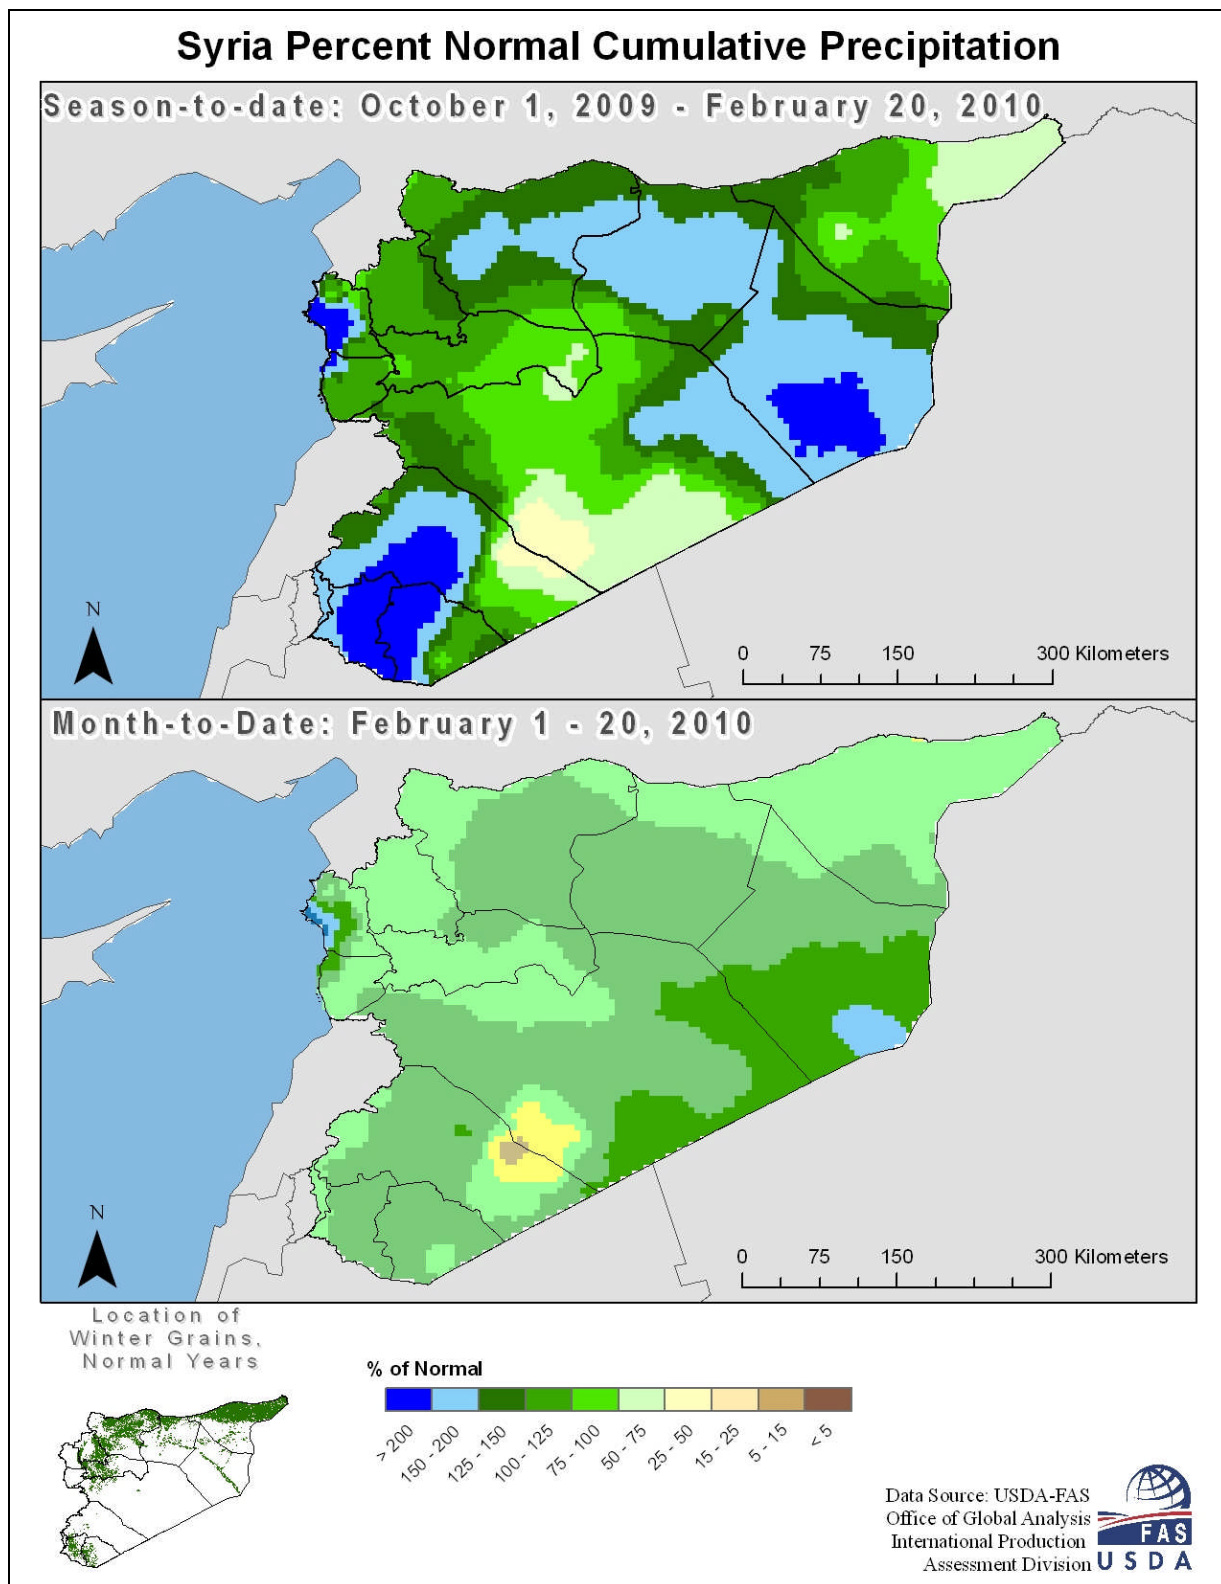 Syria Percent Normal Cumulative Precipitation
Season-to-date: October 1, 2009 - February 20, 2010
N
0 75 150 300 Kilometers
Month-to-Date: February 1 - 20, 2010
N
0 75 150 300 Kilometers
Location of
Winter Grains,
Normal Years
% of Normal
> 200
150 - 200
125 - 150
100 - 125
75 - 100
50 - 75
25 - 50
15 - 25
5 - 15
< 5
Data Source: USDA-FAS
Office of Global Analysis
International Production
Assessment Division
FAS
USDA